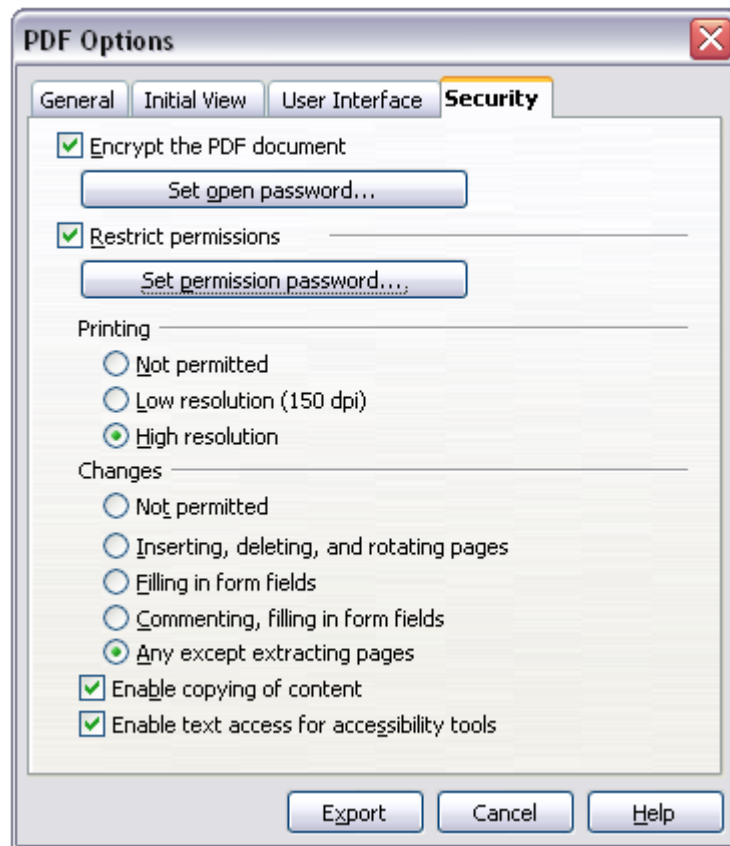 PDF Options
General Initial View User Interface Security
Encrypt the PDF document
Set open password...
Restrict permissions
Set permission password...
Printing
Not permitted
Low resolution (150 dpi)
High resolution
Changes
Not permitted
Inserting, deleting, and rotating pages
Filling in form fields
Commenting, filling in form fields
Any except extracting pages
Enable copying of content
Enable text access for accessibility tools
Export Cancel Help